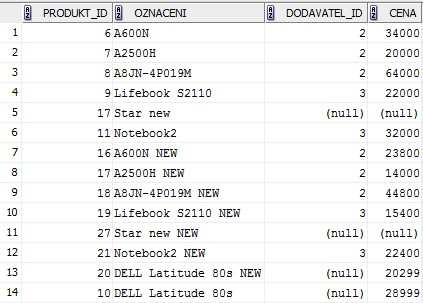 PRODUKT_ID OZNACENI DODAVATEL_ID CENA
1 6 A600N 2 34000
2 7 A2500H 2 20000
3 8 A8JN-4P019M 2 64000
4 9 Lifebook S2110 3 22000
5 17 Star new (null) (null)
6 11 Notebook2 3 32000
7 16 A600N NEW 2 23800
8 17 A2500H NEW 2 14000
9 18 A8JN-4P019M NEW 2 44800
10 19 Lifebook S2110 NEW 3 15400
11 27 Star new NEW (null) (null)
12 21 Notebook2 NEW 3 22400
13 20 DELL Latitude 80s NEW (null) 20299
14 10 DELL Latitude 80s (null) 28999